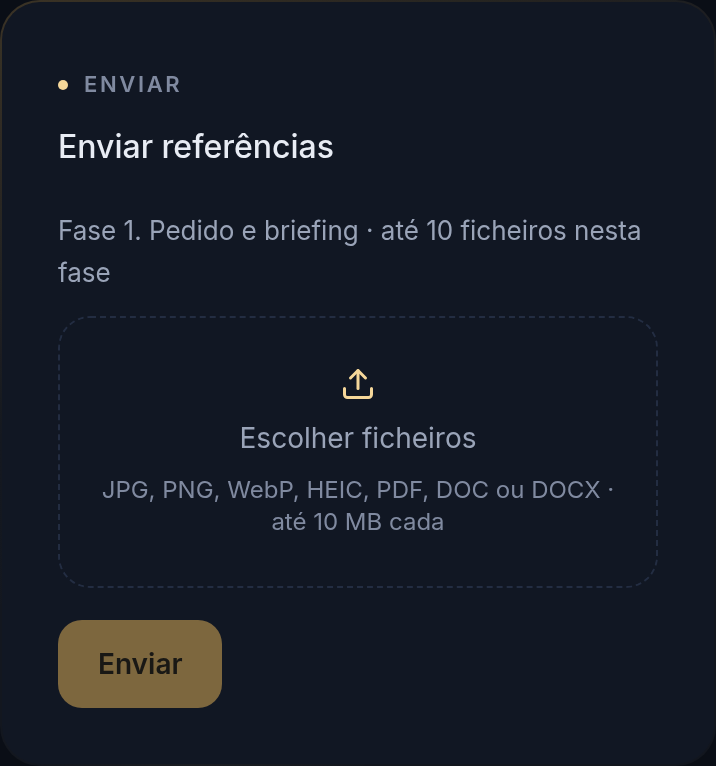 ENVIAR
Enviar referências
Fase 1. Pedido e briefing · até 10 ficheiros nesta
fase
Escolher ficheiros
JPG, PNG, WebP, HEIC, PDF, DOC ou DOCX ·
até 10 MB cada
Enviar